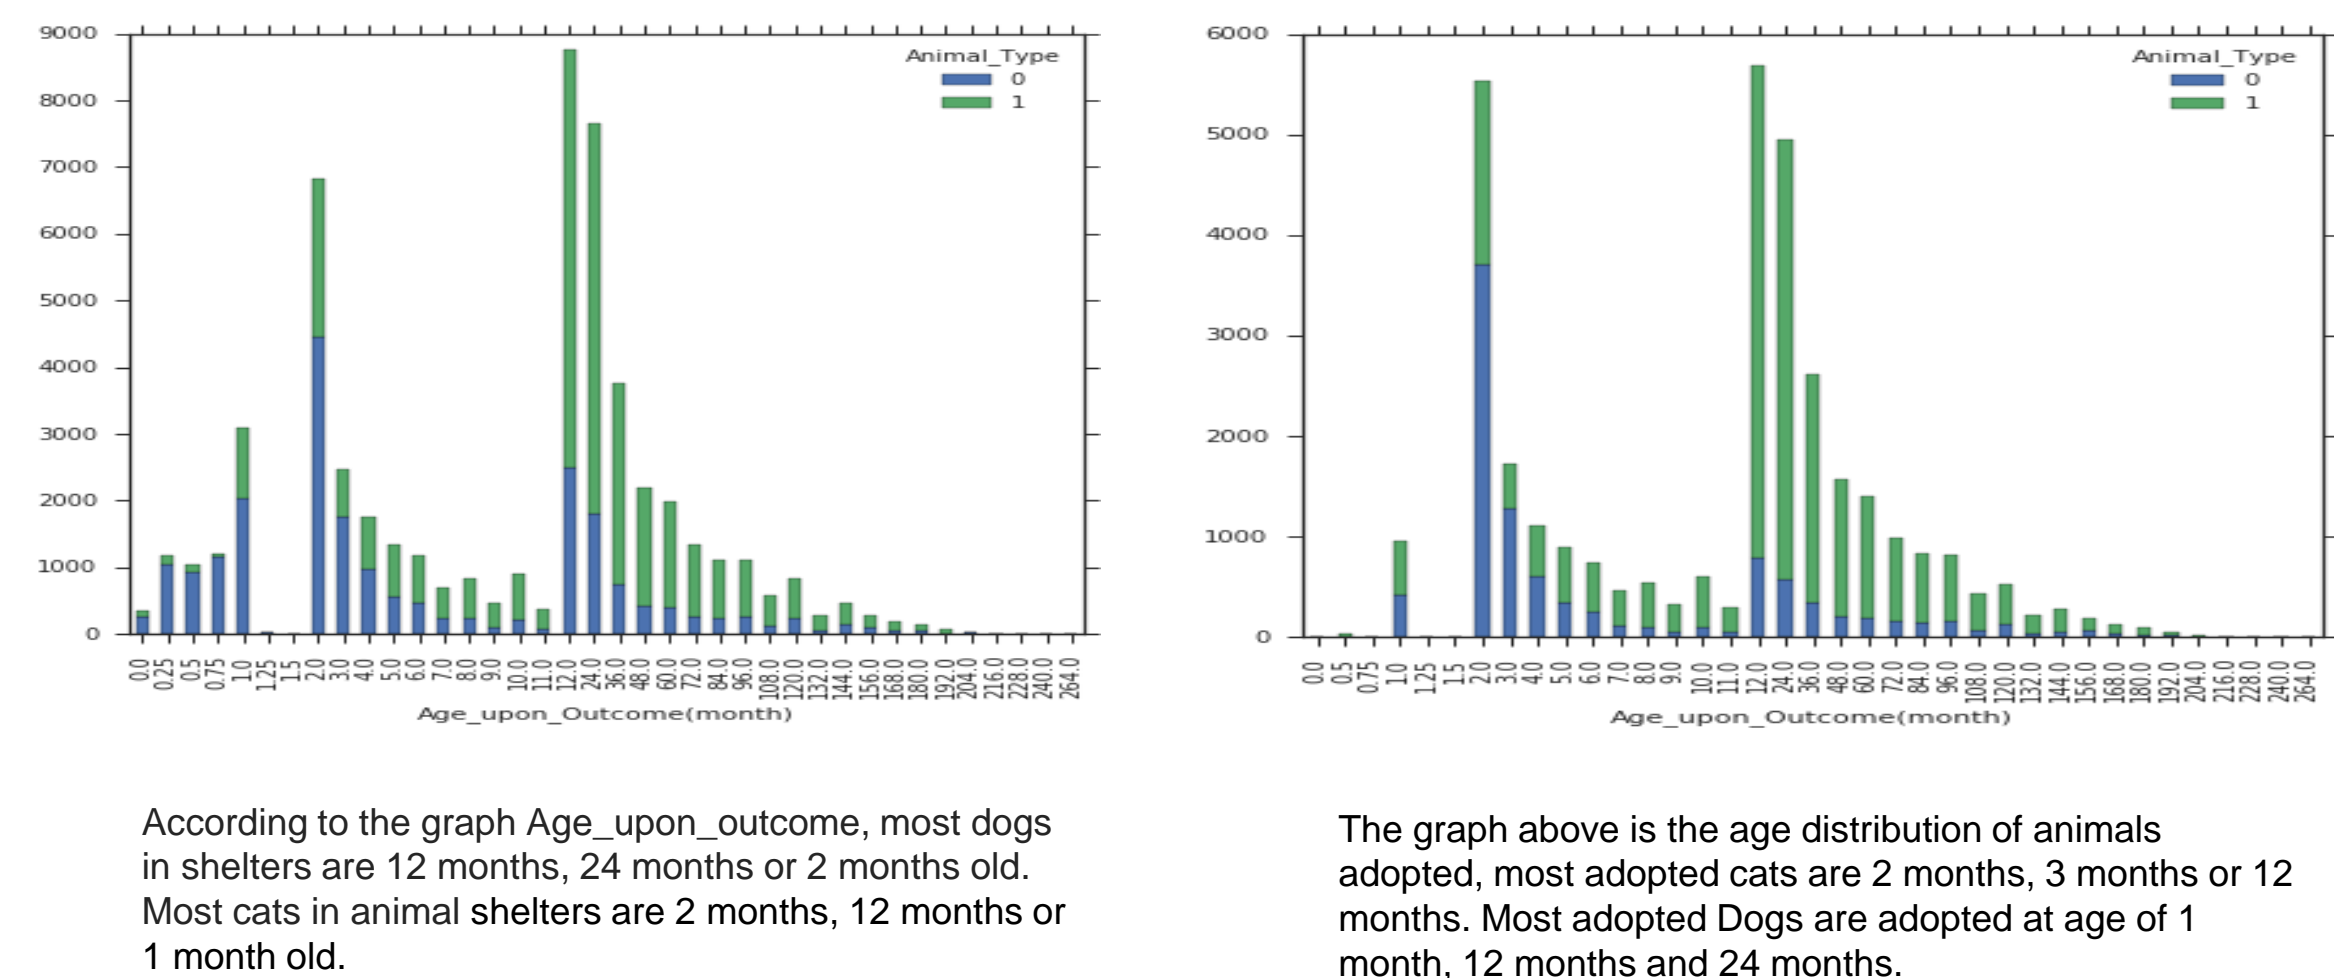 9000
8000
7000
6000
5000
4000
3000
2000
1000
0
Animal_Type
0
1
0.0 0.25 0.5 0.75 1.0 1.25 1.5 2.0 3.0 4.0 5.0 6.0 7.0 8.0 9.0 10.0 11.0 12.0 24.0 36.0 48.0 60.0 72.0 84.0 96.0 108.0 120.0 132.0 144.0 156.0 168.0 180.0 192.0 204.0 216.0 228.0 240.0 264.0
Age_upon_Outcome(month)
According to the graph Age_upon_outcome, most dogs
in shelters are 12 months, 24 months or 2 months old.
Most cats in animal shelters are 2 months, 12 months or
1 month old.
6000
5000
4000
3000
2000
1000
0
Animal_Type
0
1
0.0 0.5 0.75 1.0 1.25 1.5 2.0 3.0 4.0 5.0 6.0 7.0 8.0 9.0 10.0 11.0 12.0 24.0 36.0 48.0 60.0 72.0 84.0 96.0 108.0 120.0 132.0 144.0 156.0 168.0 180.0 192.0 204.0 216.0 228.0 240.0 264.0
Age_upon_Outcome(month)
The graph above is the age distribution of animals
adopted, most adopted cats are 2 months, 3 months or 12
months. Most adopted Dogs are adopted at age of 1
month, 12 months and 24 months.